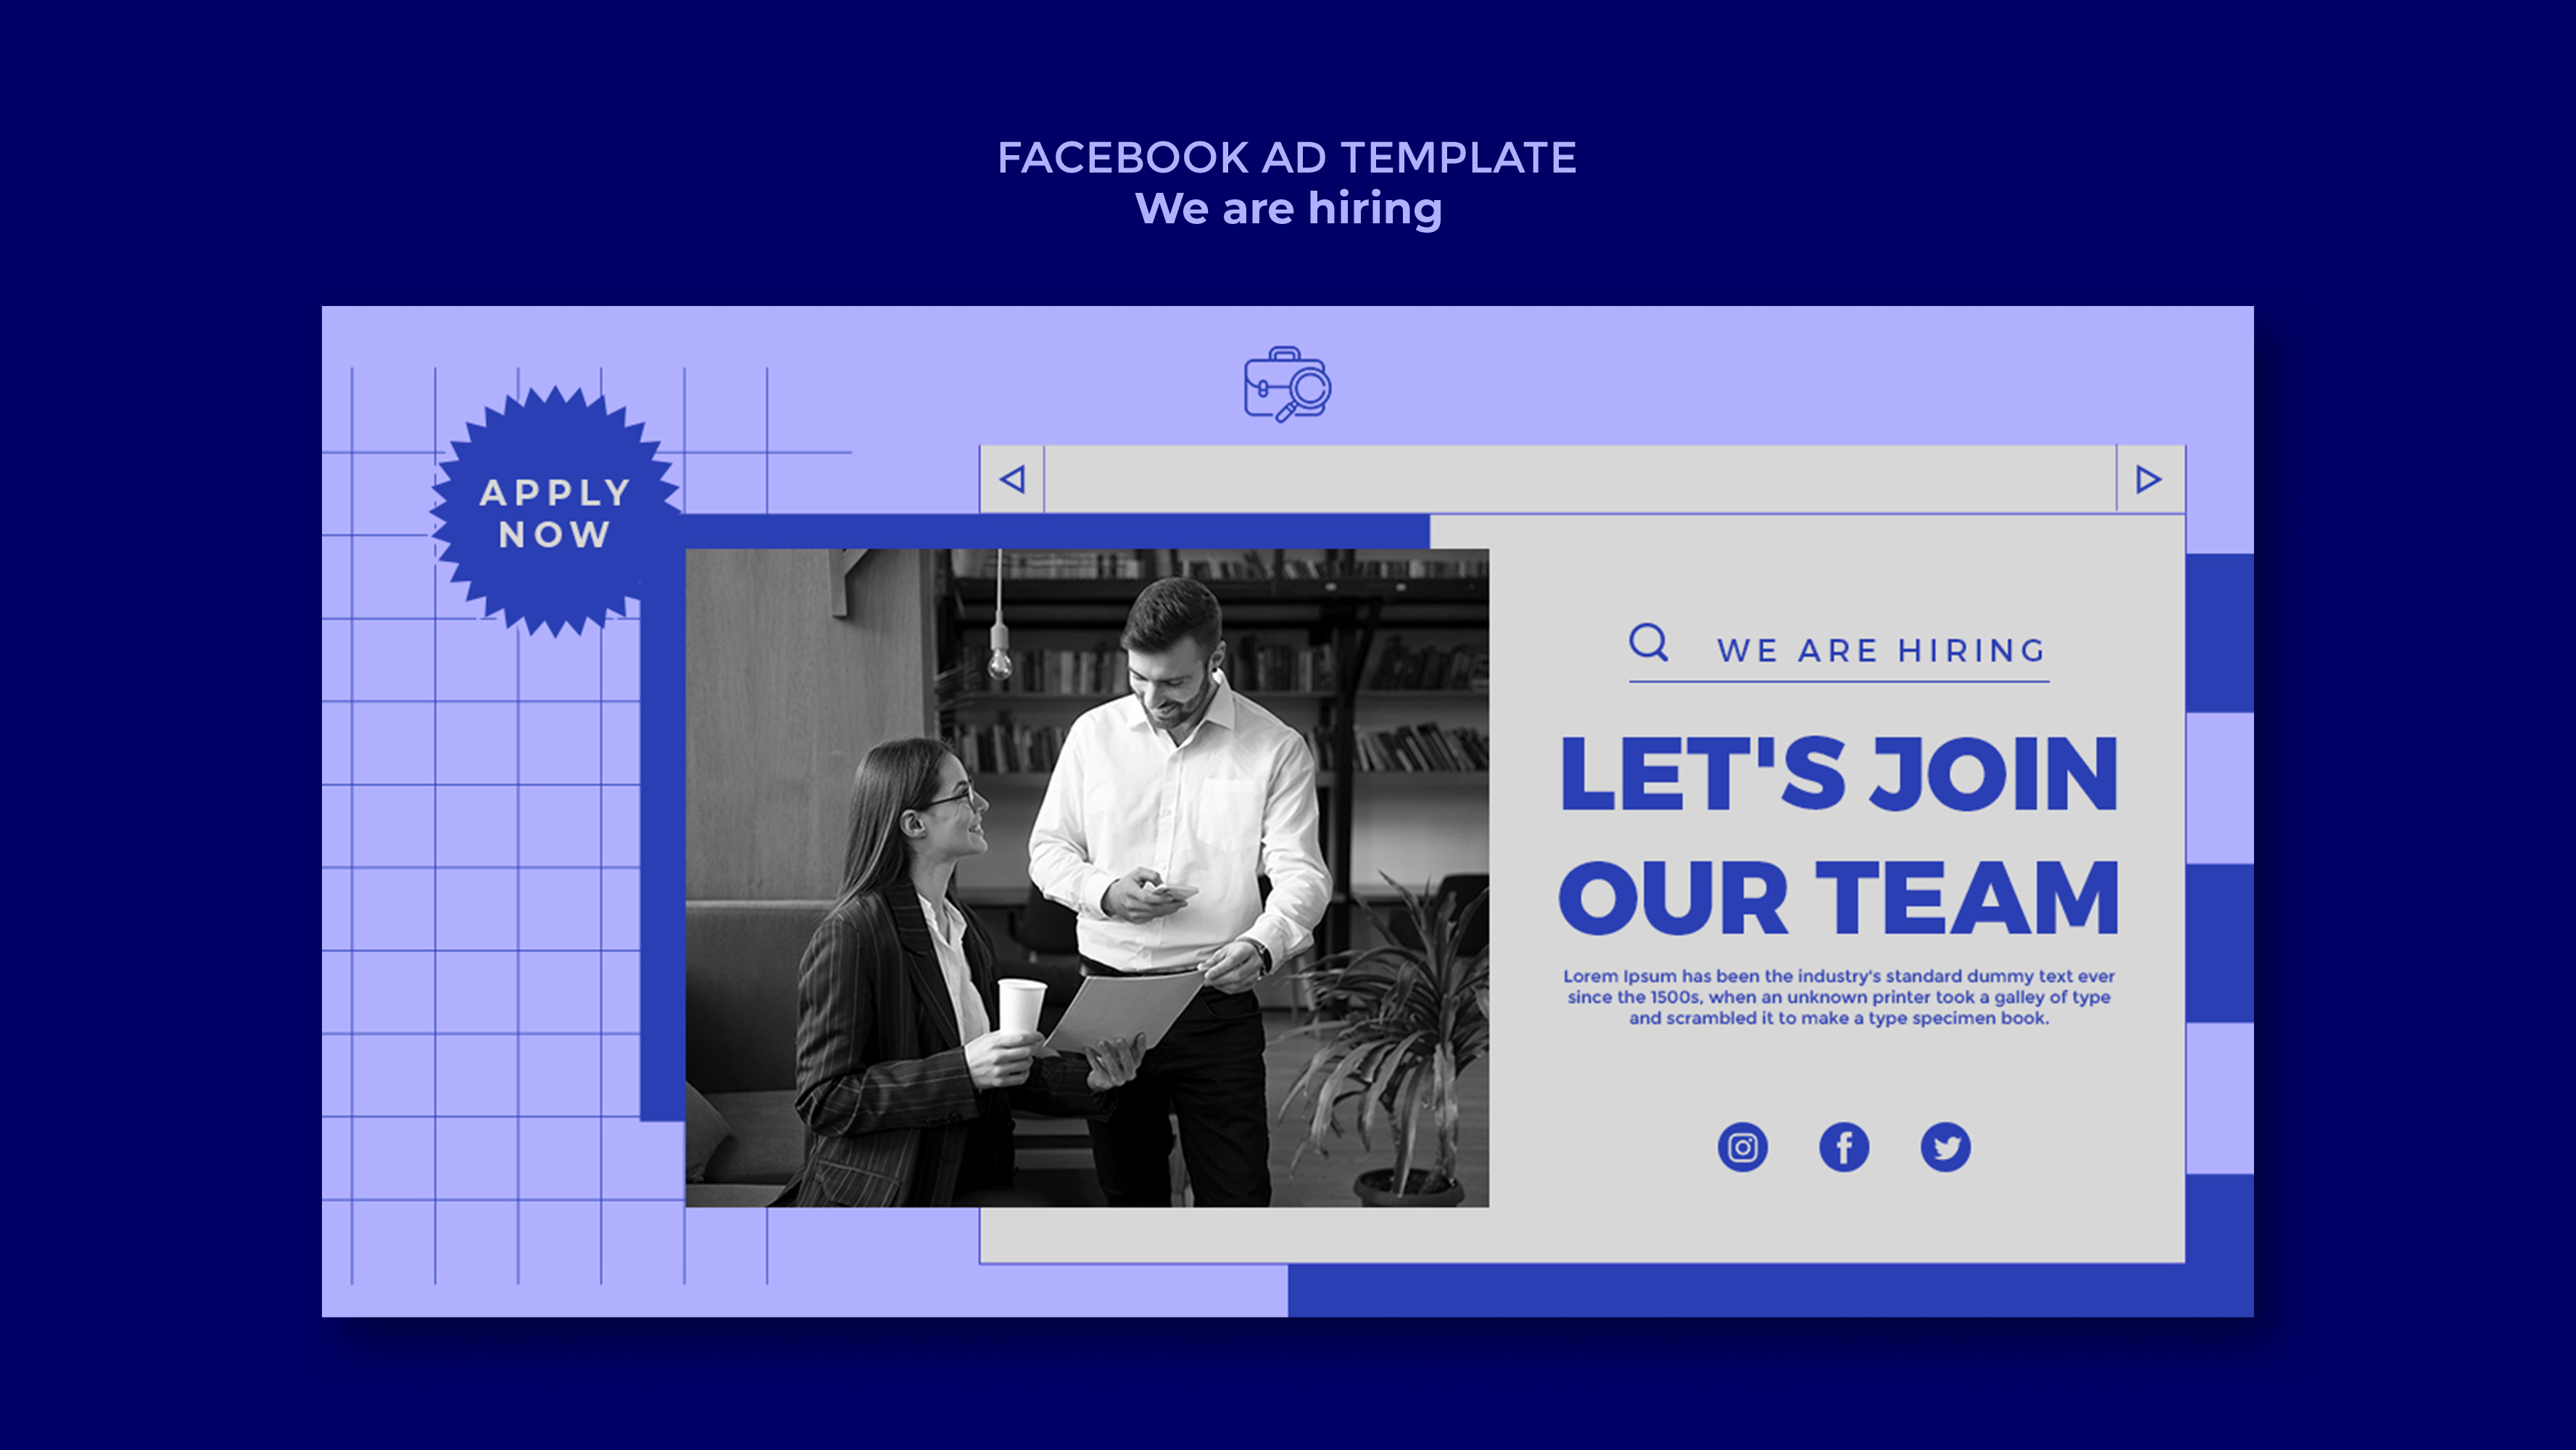 FACEBOOK AD TEMPLATE
We are hiring
APPLY
NOW
WE ARE HIRING
LET'S JOIN
OUR TEAM
Lorem Ipsum has been the industry's standard dummy text ever
since the 1500s, when an unknown printer took a galley of type
and scrambled it to make a type specimen book.